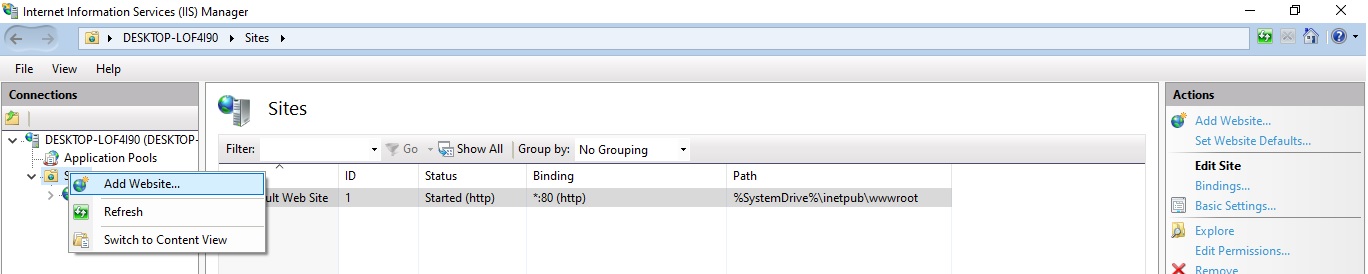 Internet Information Services (IIS) Manager
DESKTOP-LOF4I90 Sites
File View Help
Connections
DESKTOP-LOF4I90 (DESKTOP-
Application Pools
S
Add Website...
Refresh
Switch to Content View
Sites
Filter: Go Show All Group by: No Grouping
ID Status Binding Path
ult Web Site 1 Started (http) *:80 (http) %SystemDrive%\inetpub\wwwroot
Actions
Add Website...
Set Website Defaults...
Edit Site
Bindings...
Basic Settings...
Explore
Edit Permissions...
Remove